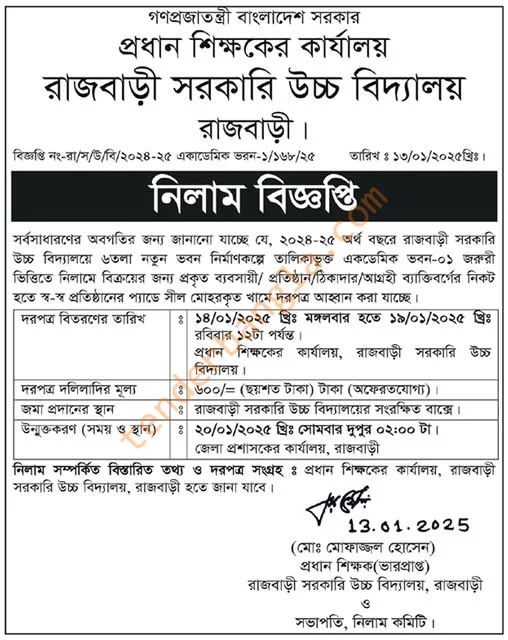 গণপ্রজাতন্ত্রী বাংলাদেশ সরকার
প্রধান শিক্ষকের কার্যালয়
রাজবাড়ী সরকারি উচ্চ বিদ্যালয়
রাজবাড়ী।
বিজ্ঞপ্তি নং-রা/স/উ/বি/২০২৪-২৫ একাডেমিক ভবন-১/১৬৮/২৫ তারিখ : ১৩/০১/২০২৫খ্রিঃ।
নিলাম বিজ্ঞপ্তি
সর্বসাধারণের অবগতির জন্য জানানো যাচ্ছে যে, ২০২৪-২৫ অর্থ বছরে রাজবাড়ী সরকারি
উচ্চ বিদ্যালয়ে ৬তলা নতুন ভবন নির্মাণকল্পে তালিকাভুক্ত একাডেমিক ভবন-০১ জরুরী
ভিত্তিতে নিলামে বিক্রয়ের জন্য প্রকৃত ব্যবসায়ী/ প্রতিষ্ঠান/ঠিকাদার/আগ্রহী ব্যাক্তিবর্গের নিকট
হতে স্ব-স্ব প্রতিষ্ঠানের প্যাডে সীল মোহরকৃত খামে দরপত্র আহ্বান করা যাচ্ছে।
দরপত্র বিতরণের তারিখ : ১৪/০১/২০২৫ খ্রিঃ মঙ্গলবার হতে ১৯/০১/২০২৫ খ্রিঃ
রবিবার ১২টা পর্যন্ত।
প্রধান শিক্ষকের কার্যালয়, রাজবাড়ী সরকারি উচ্চ
বিদ্যালয়।
দরপত্র দলিলাদির মূল্য : ৬০০/= (ছয়শত টাকা) টাকা (অফেরতযোগ্য)।
জমা প্রদানের স্থান : রাজবাড়ী সরকারি উচ্চ বিদ্যালয়ের সংরক্ষিত বাক্সে।
উন্মুক্তকরণ (সময় ও স্থান) : ২০/০১/২০২৫ খ্রিঃ সোমবার দুপুর ০২:০০ টা।
জেলা প্রশাসকের কার্যালয়, রাজবাড়ী
নিলাম সম্পর্কিত বিস্তারিত তথ্য ও দরপত্র সংগ্রহ : প্রধান শিক্ষকের কার্যালয়, রাজবাড়ী
সরকারি উচ্চ বিদ্যালয়, রাজবাড়ী হতে জানা যাবে।
13.01.2025
(মোঃ মোফাজ্জল হোসেন)
প্রধান শিক্ষক(ভারপ্রাপ্ত)
রাজবাড়ী সরকারি উচ্চ বিদ্যালয়, রাজবাড়ী
ও
সভাপতি, নিলাম কমিটি।
tenderbangla.com